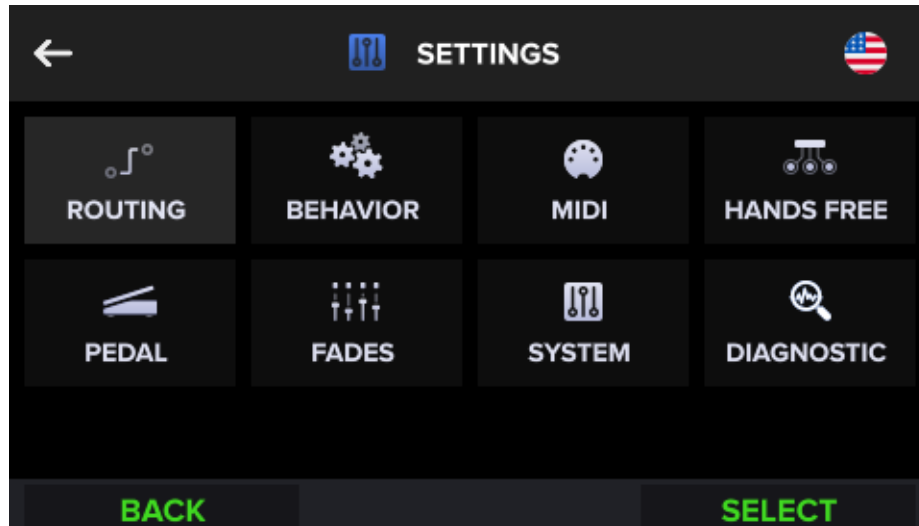 SETTINGS
ROUTING
BEHAVIOR
MIDI
HANDS FREE
PEDAL
FADES
SYSTEM
DIAGNOSTIC
BACK
SELECT